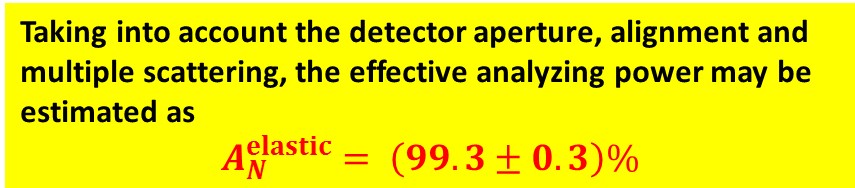 Taking into account the detector aperture, alignment and
multiple scattering, the effective analyzing power may be
estimated as
A_N^elastic = (99.3 ± 0.3)%